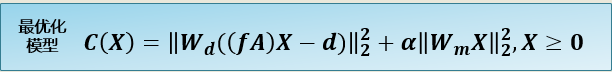 最优化
模型
C(X) = ‖W_d((fA)X − d)‖₂² + α‖W_mX‖₂², X ≥ 0